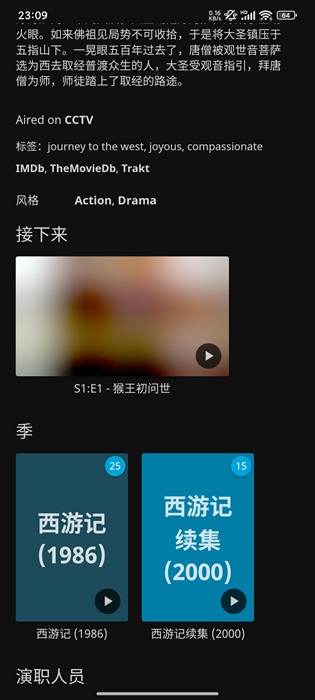 23:09
0.16 KB/S
HD
64
火眼。如来佛祖见局势不可收拾，于是将大圣镇压于
五指山下。一晃眼五百年过去了，唐僧被观世音菩萨
选为西去取经普渡众生的人，大圣受观音指引，拜唐
僧为师，师徒踏上了取经的路途。
Aired on CCTV
标签：journey to the west, joyous, compassionate
IMDb, TheMovieDb, Trakt
风格 Action, Drama
接下来
S1:E1 - 猴王初问世
季
25
15
西游记
(1986)
西游记
续集
(2000)
西游记 (1986)
西游记续集 (2000)
演职人员